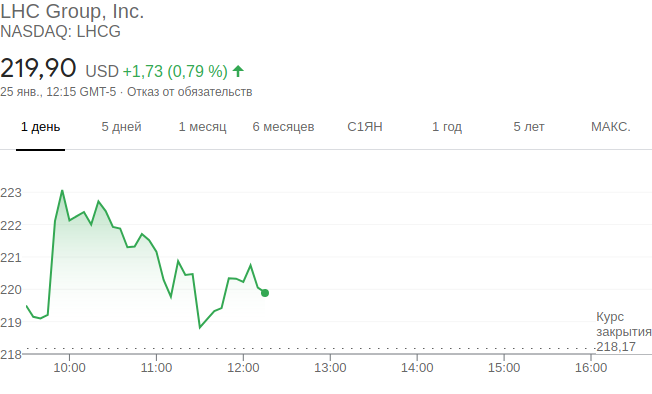 LHC Group, Inc.
NASDAQ: LHCG
219,90 USD +1,73 (0,79 %)
25 янв., 12:15 GMT-5 · Отказ от обязательств
1 день 5 дней 1 месяц 6 месяцев С1ЯН 1 год 5 лет МАКС.
223
222
221
220
219
Курс
закрытия
218,17
218
10:00 11:00 12:00 13:00 14:00 15:00 16:00